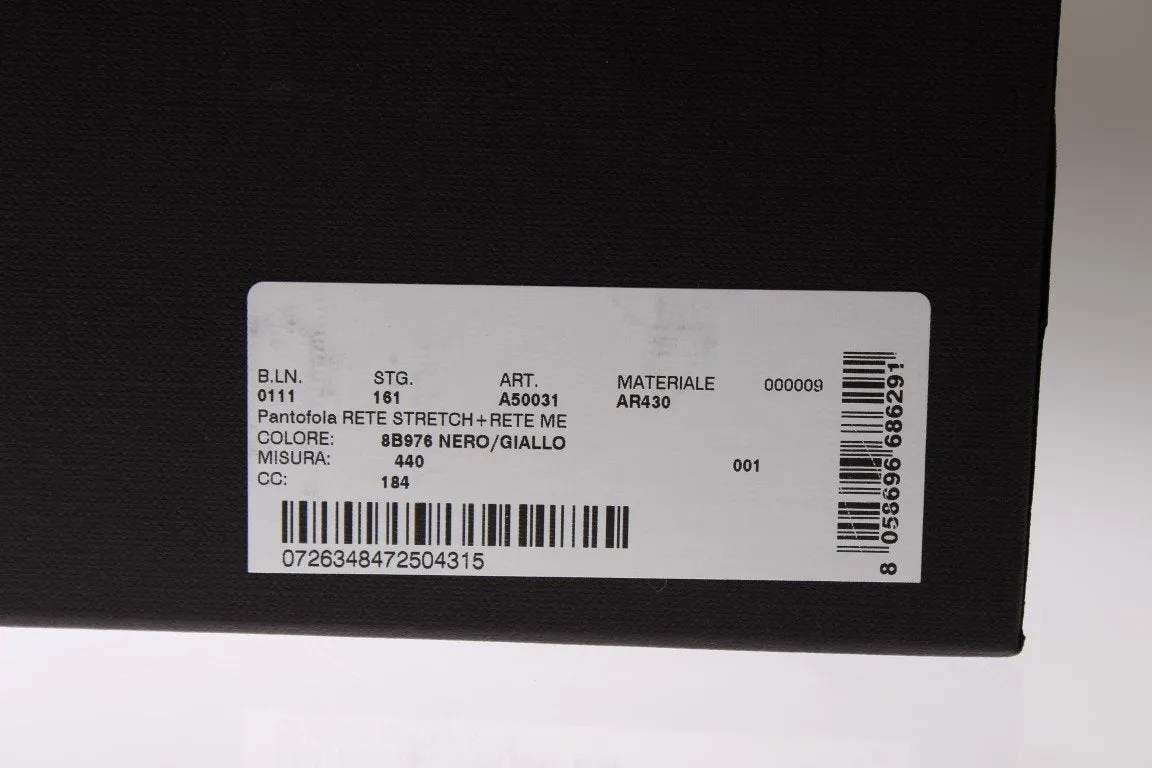 B.LN. STG. ART. MATERIALE 000009
0111 161 A50031 AR430
Pantofola RETE STRETCH+RETE ME
COLORE: 8B976 NERO/GIALLO
MISURA: 440 001
CC: 184
0726348472504315
8 058696 686291